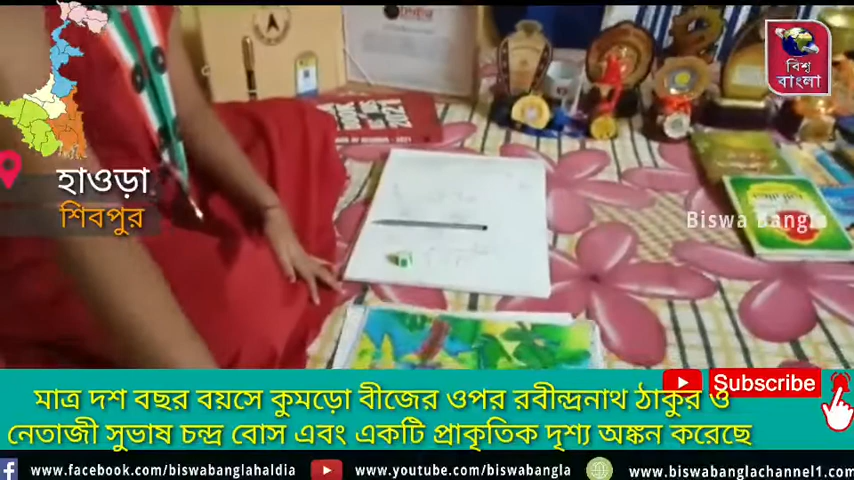 বিশ্ব
বাংলা
হাওড়া
শিবপুর
Biswa Bangla
Subscribe
মাত্র দশ বছর বয়সে কুমড়ো বীজের ওপর রবীন্দ্রনাথ ঠাকুর ও
নেতাজী সুভাষ চন্দ্র বোস এবং একটি প্রাকৃতিক দৃশ্য অঙ্কন করেছে
www.facebook.com/biswabanglahaldia
www.youtube.com/biswabangla
www.biswabanglachannel1.com